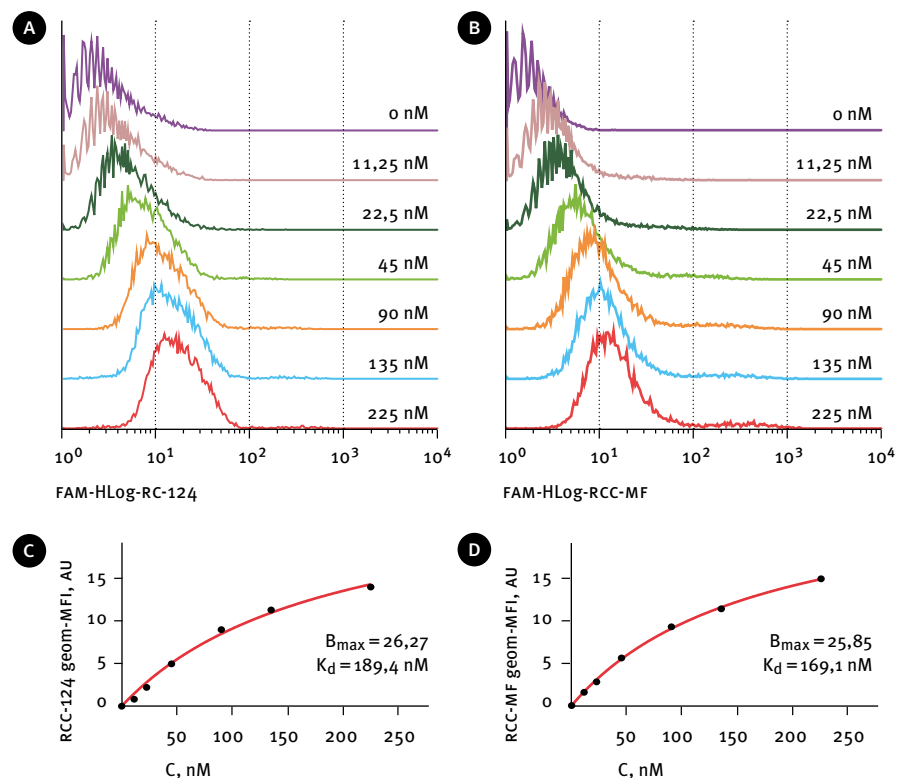 A
0 nM
11,25 nM
22,5 nM
45 nM
90 nM
135 nM
225 nM
10⁰ 10¹ 10² 10³ 10⁴
FAM-HLog-RC-124
B
0 nM
11,25 nM
22,5 nM
45 nM
90 nM
135 nM
225 nM
10⁰ 10¹ 10² 10³ 10⁴
FAM-HLog-RCC-MF
C
RCC-124 geom-MFI, AU
15
10
5
0
Bmax = 26,27
Kd = 189,4 nM
50 100 150 200 250
C, nM
D
RCC-MF geom-MFI, AU
15
10
5
0
Bmax = 25,85
Kd = 169,1 nM
50 100 150 200 250
C, nM